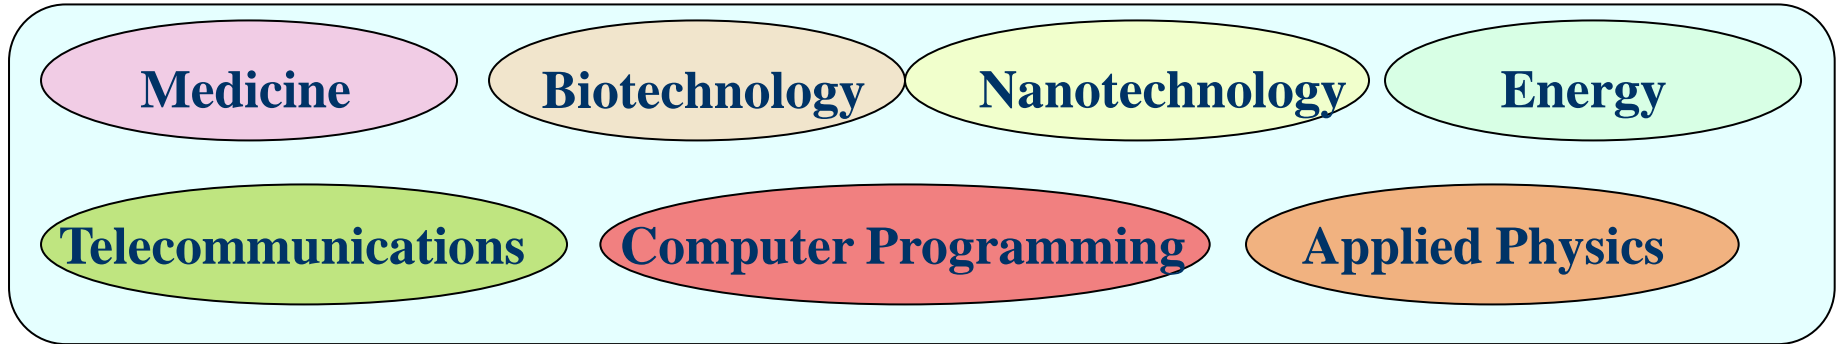 Medicine Biotechnology Nanotechnology Energy
Telecommunications Computer Programming Applied Physics